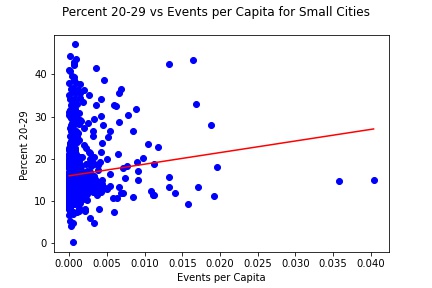 Percent 20-29 vs Events per Capita for Small Cities
Percent 20-29
40
30
20
10
0
0.000 0.005 0.010 0.015 0.020 0.025 0.030 0.035 0.040
Events per Capita